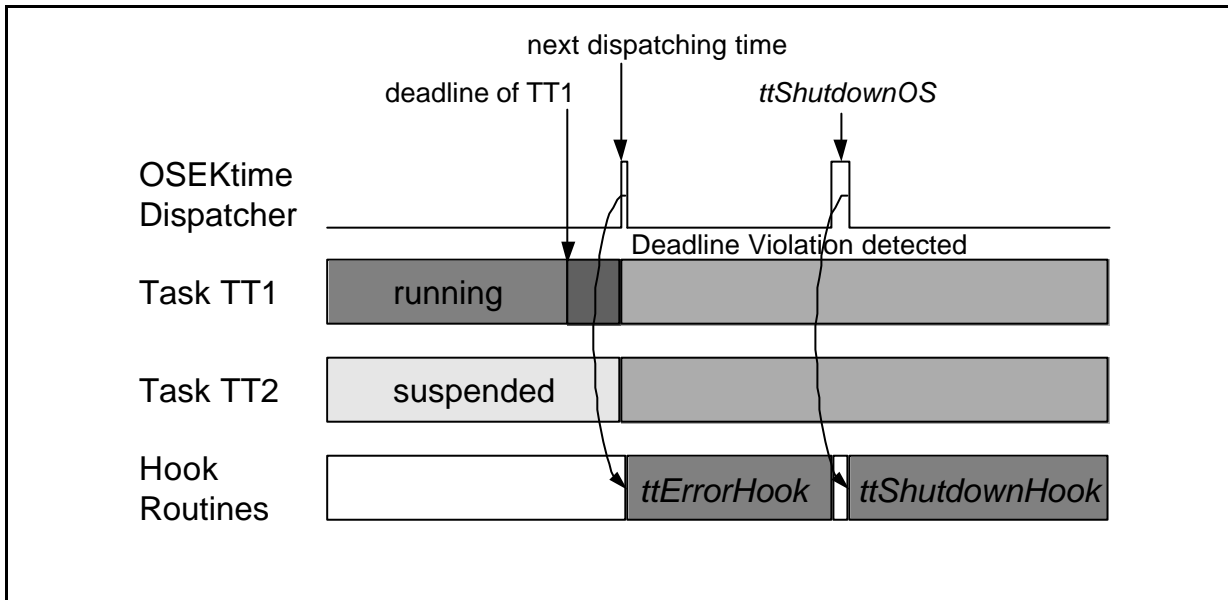 next dispatching time
deadline of TT1
ttShutdownOS
OSEKtime
Dispatcher
Deadline Violation detected
Task TT1
running
Task TT2
suspended
Hook
Routines
ttErrorHook
ttShutdownHook